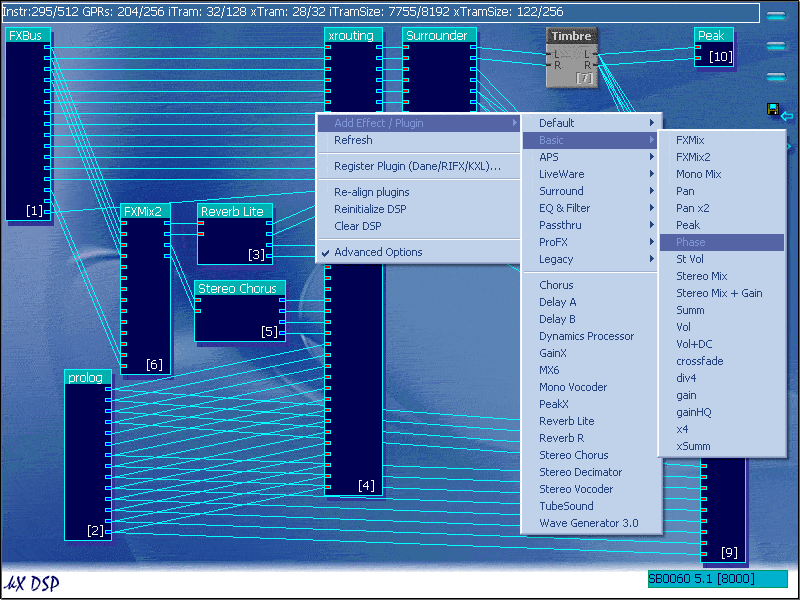 Instr:295/512 GPRs: 204/256 iTram: 32/128 xTram: 28/32 iTramSize: 7755/8192 xTramSize: 122/256
FXBus
[1]
xrouting
Surrounder
Timbre
L L
R R
[7]
Peak
[10]
FXMix2
[6]
Reverb Lite
[3]
Stereo Chorus
[5]
prolog
[2]
[4]
[9]
Add Effect / Plugin
Refresh
Register Plugin (Dane/RIFX/KXL)...
Re-align plugins
Reinitialize DSP
Clear DSP
Advanced Options
Default
Basic
APS
LiveWare
Surround
EQ & Filter
Passthru
ProFX
Legacy
Chorus
Delay A
Delay B
Dynamics Processor
GainX
MX6
Mono Vocoder
PeakX
Reverb Lite
Reverb R
Stereo Chorus
Stereo Decimator
Stereo Vocoder
TubeSound
Wave Generator 3.0
FXMix
FXMix2
Mono Mix
Pan
Pan x2
Peak
Phase
St Vol
Stereo Mix
Stereo Mix + Gain
Summ
Vol
Vol+DC
crossfade
div4
gain
gainHQ
x4
xSumm
kX DSP
SB0060 5.1 [8000]